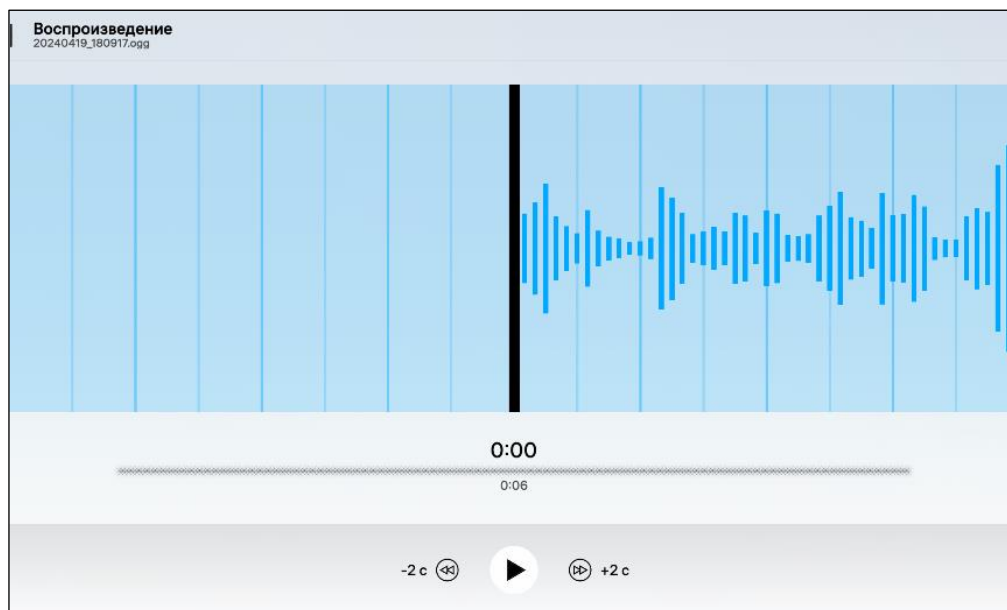 Воспроизведение
20240419_180917.ogg
0:00
0:06
-2 с +2 с